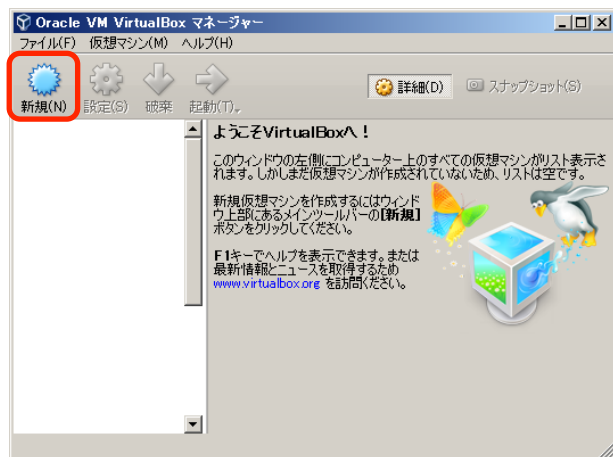 Oracle VM VirtualBox マネージャー
ファイル(F) 仮想マシン(M) ヘルプ(H)
新規(N) 設定(S) 破棄 起動(T)
詳細(D) スナップショット(S)
ようこそVirtualBoxへ！
このウィンドウの左側にコンピューター上のすべての仮想マシンがリスト表示さ
れます。しかしまだ仮想マシンが作成されていないため、リストは空です。
新規仮想マシンを作成するにはウィンド
ウ上部にあるメインツールバーの[新規]
ボタンをクリックしてください。
F1キーでヘルプを表示できます。または
最新情報とニュースを取得するため
www.virtualbox.org を訪問ください。